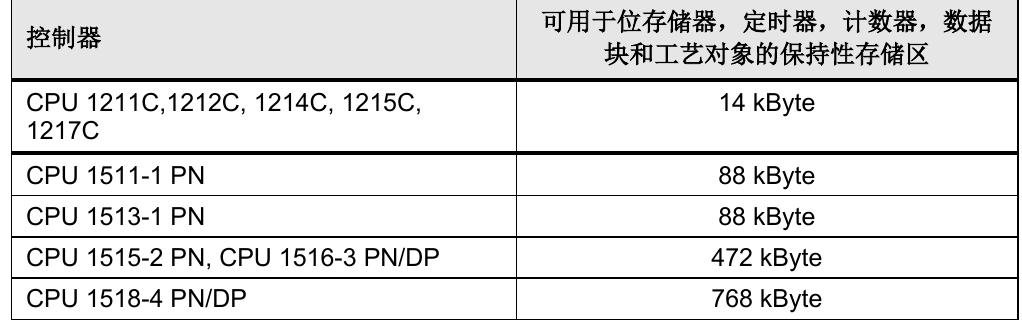 控制器
可用于位存储器，定时器，计数器，数据
块和工艺对象的保持性存储区
CPU 1211C,1212C, 1214C, 1215C,
1217C
14 kByte
CPU 1511-1 PN
88 kByte
CPU 1513-1 PN
88 kByte
CPU 1515-2 PN, CPU 1516-3 PN/DP
472 kByte
CPU 1518-4 PN/DP
768 kByte